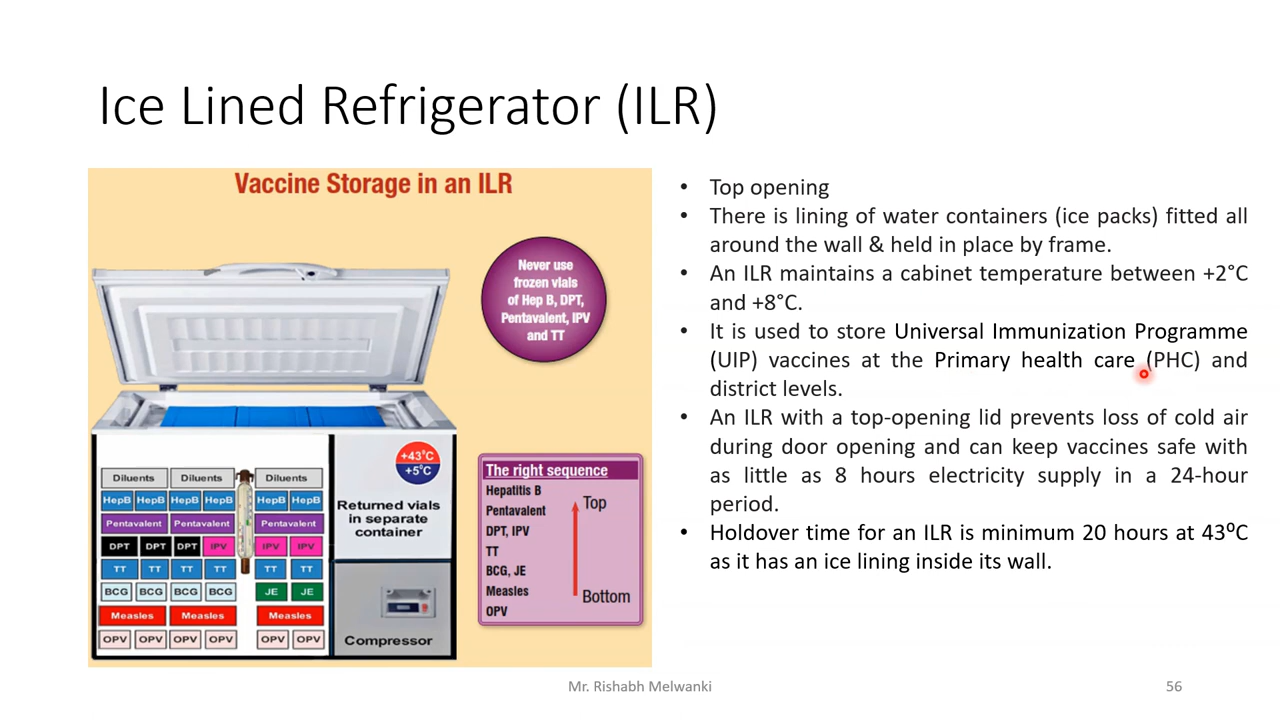 Ice Lined Refrigerator (ILR)
Vaccine Storage in an ILR
Never use
frozen vials
of Hep B, DPT,
Pentavalent, IPV
and TT
+43°C
+5°C
Returned vials
in separate
container
Compressor
Diluents Diluents Diluents
HepB HepB HepB HepB HepB HepB
Pentavalent Pentavalent Pentavalent
DPT DPT DPT IPV IPV IPV
TT TT TT TT TT TT
BCG BCG BCG BCG JE JE
Measles Measles Measles
OPV OPV OPV OPV OPV OPV
The right sequence
Hepatitis B
Pentavalent
DPT, IPV
TT
BCG, JE
Measles
OPV
Top
Bottom
• Top opening
• There is lining of water containers (ice packs) fitted all
around the wall & held in place by frame.
• An ILR maintains a cabinet temperature between +2°C
and +8°C.
• It is used to store Universal Immunization Programme
(UIP) vaccines at the Primary health care (PHC) and
district levels.
• An ILR with a top-opening lid prevents loss of cold air
during door opening and can keep vaccines safe with
as little as 8 hours electricity supply in a 24-hour
period.
• Holdover time for an ILR is minimum 20 hours at 43⁰C
as it has an ice lining inside its wall.
Mr. Rishabh Melwanki
56